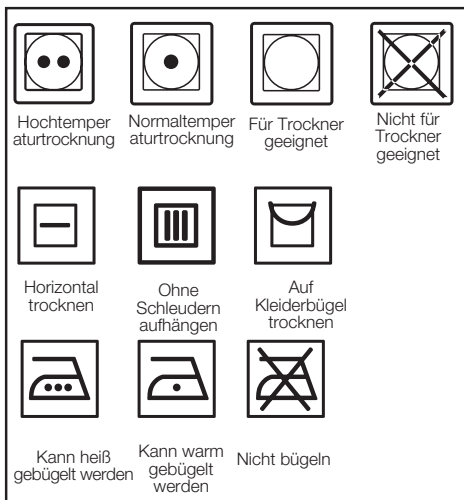 Hochtemper
aturtrocknung
Normaltemper
aturtrocknung
Für Trockner
geeignet
Nicht für
Trockner
geeignet
Horizontal
trocknen
Ohne
Schleudern
aufhängen
Auf
Kleiderbügel
trocknen
Kann heiß
gebügelt werden
Kann warm
gebügelt
werden
Nicht bügeln